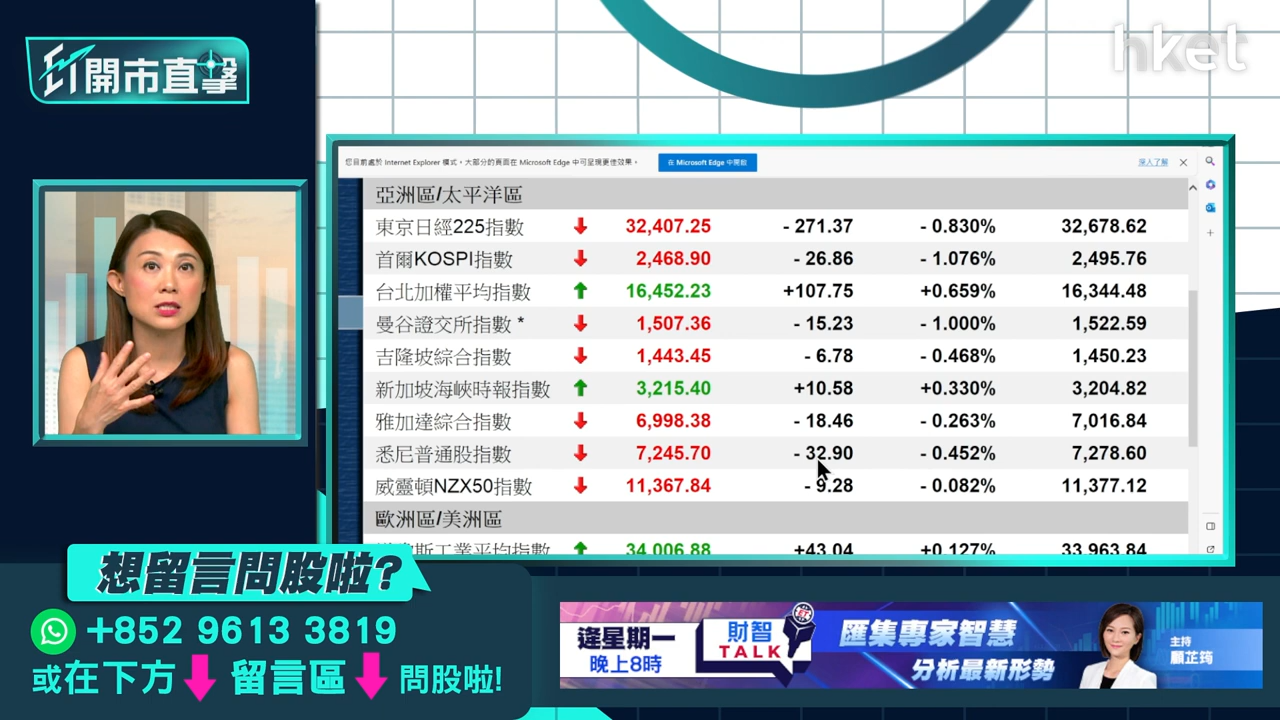 ET開市直擊
hket
您目前處於 Internet Explorer 模式。大部分的頁面在 Microsoft Edge 中可呈現更佳效果。 在 Microsoft Edge 中開啟 深入了解
亞洲區/太平洋區
東京日經225指數 32,407.25 - 271.37 - 0.830% 32,678.62
首爾KOSPI指數 2,468.90 - 26.86 - 1.076% 2,495.76
台北加權平均指數 16,452.23 +107.75 +0.659% 16,344.48
曼谷證交所指數 * 1,507.36 - 15.23 - 1.000% 1,522.59
吉隆坡綜合指數 1,443.45 - 6.78 - 0.468% 1,450.23
新加坡海峽時報指數 3,215.40 +10.58 +0.330% 3,204.82
雅加達綜合指數 6,998.38 - 18.46 - 0.263% 7,016.84
悉尼普通股指數 7,245.70 - 32.90 - 0.452% 7,278.60
威靈頓NZX50指數 11,367.84 - 9.28 - 0.082% 11,377.12
歐洲區/美洲區
斯工業平均指數 34,006.88 +43.04 +0.127% 33,963.84
想留言問股啦?
+852 9613 3819
或在下方 留言區 問股啦!
逢星期一
晚上8時
財智
TALK
匯集專家智慧
分析最新形勢
主持
顧芷筠